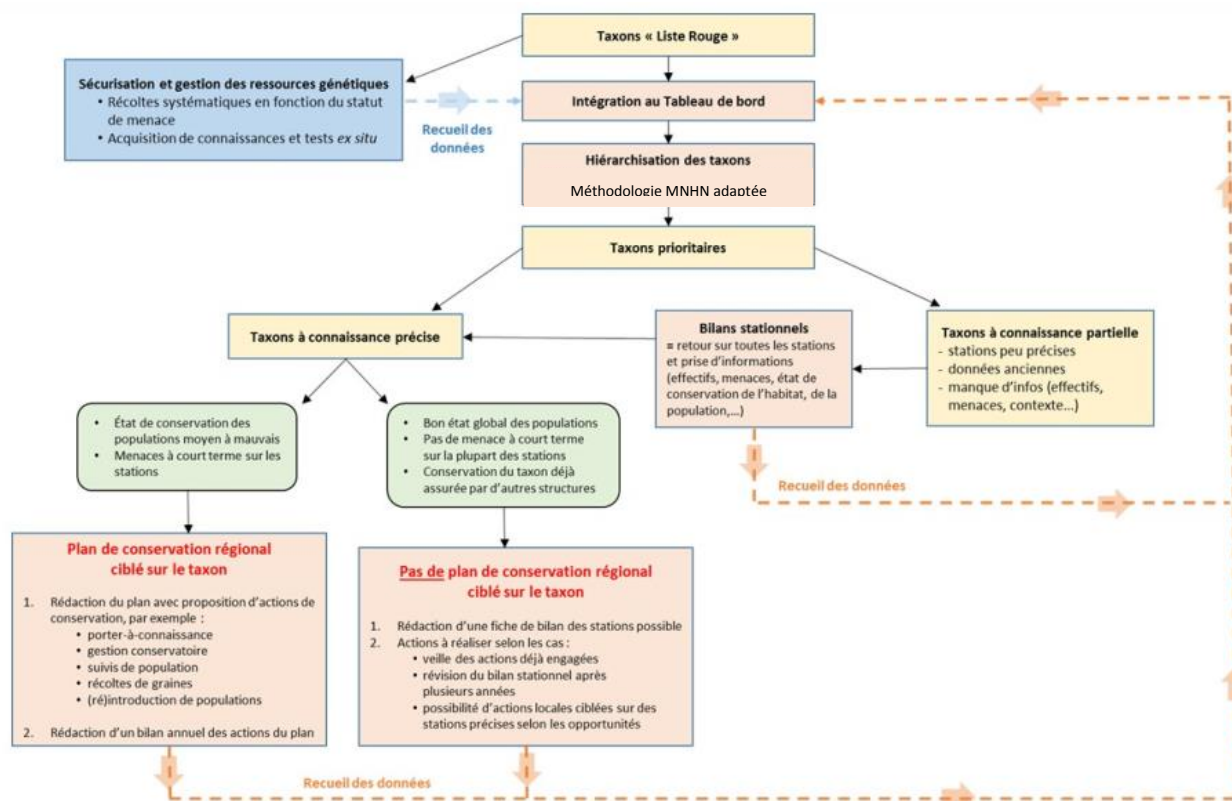 Taxons « Liste Rouge »
Sécurisation et gestion des ressources génétiques
• Récoltes systématiques en fonction du statut
de menace
• Acquisition de connaissances et tests ex situ
Recueil des
données
Intégration au Tableau de bord
Hiérarchisation des taxons
Méthodologie MNHN adaptée
Taxons prioritaires
Taxons à connaissance précise
Bilans stationnels
= retour sur toutes les stations
et prise d'informations
(effectifs, menaces, état de
conservation de l'habitat, de la
population,...)
Taxons à connaissance partielle
- stations peu précises
- données anciennes
- manque d'infos (effectifs,
menaces, contexte...)
• État de conservation des
populations moyen à mauvais
• Menaces à court terme sur les
stations
• Bon état global des populations
• Pas de menace à court terme
sur la plupart des stations
• Conservation du taxon déjà
assurée par d'autres structures
Recueil des données
Plan de conservation régional
ciblé sur le taxon
1. Rédaction du plan avec proposition d'actions de
conservation, par exemple :
• porter-à-connaissance
• gestion conservatoire
• suivis de population
• récoltes de graines
• (ré)introduction de populations
2. Rédaction d'un bilan annuel des actions du plan
Pas de plan de conservation régional
ciblé sur le taxon
1. Rédaction d'une fiche de bilan des stations possible
2. Actions à réaliser selon les cas :
• veille des actions déjà engagées
• révision du bilan stationnel après
plusieurs années
• possibilité d'actions locales ciblées sur des
stations précises selon les opportunités
Recueil des données